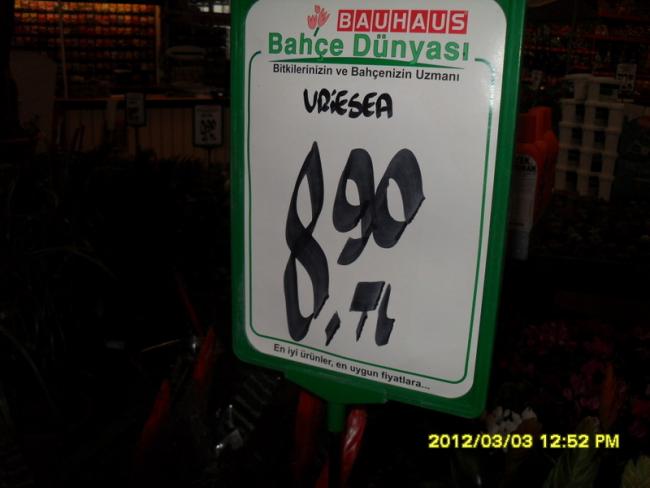 BAUHAUS
Bahçe Dünyası
Bitkilerinizin ve Bahçenizin Uzmanı
VRiESEA
8,90
TL
En iyi ürünler, en uygun fiyatlara...
2012/03/03 12:52 PM